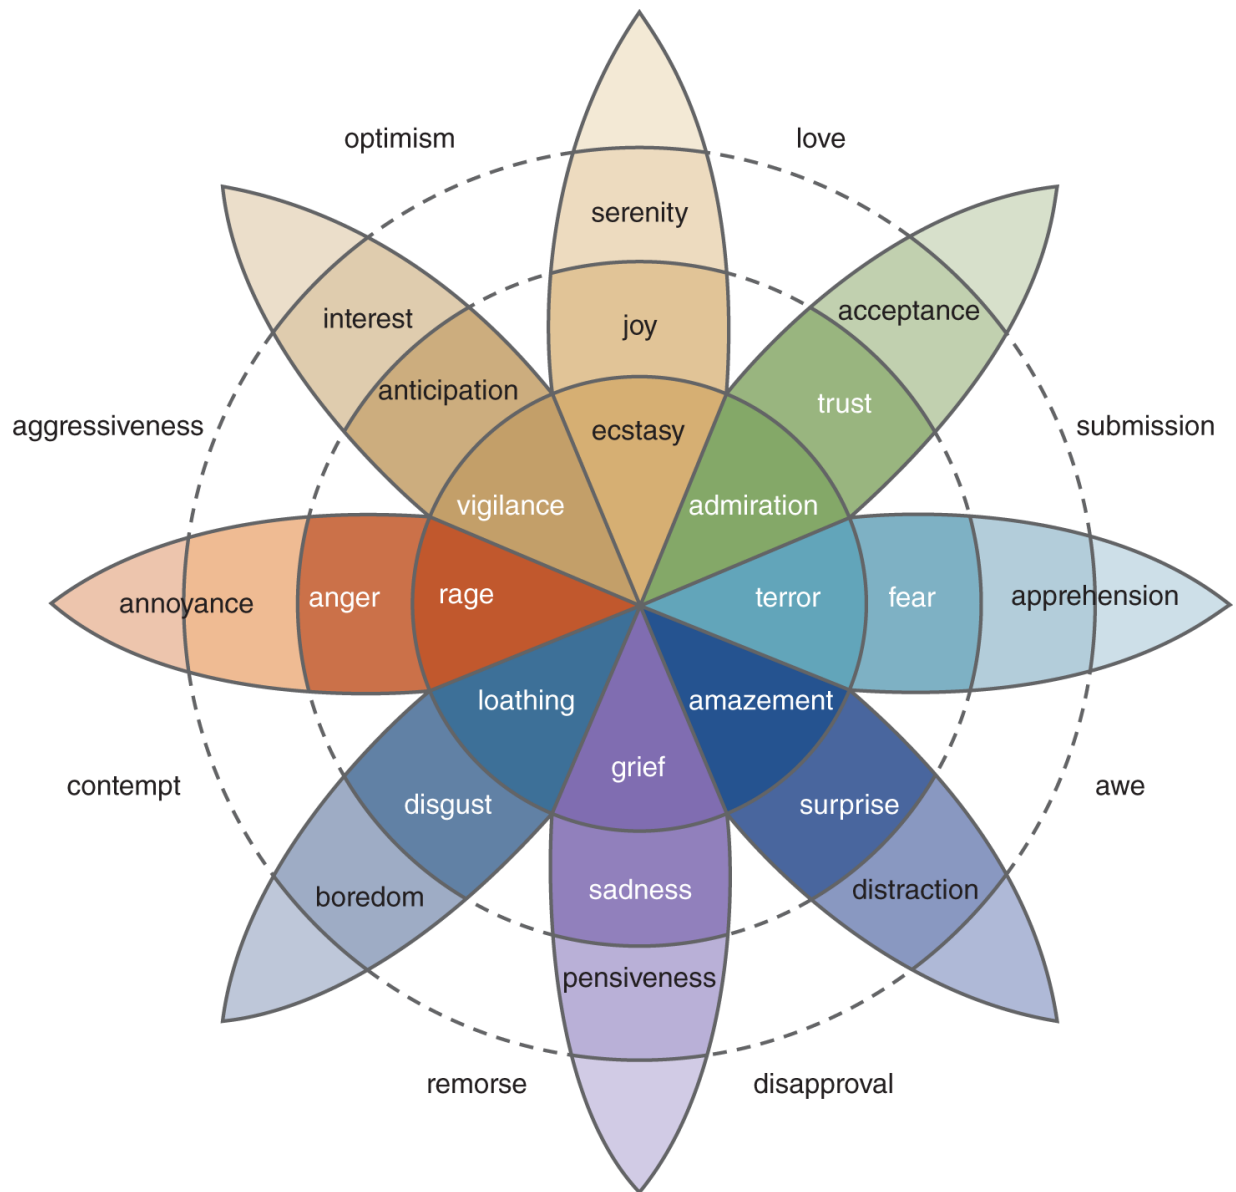 optimism
love
serenity
interest
acceptance
joy
anticipation
trust
aggressiveness
ecstasy
submission
vigilance
admiration
annoyance
anger
rage
terror
fear
apprehension
loathing
amazement
grief
contempt
awe
disgust
surprise
sadness
boredom
distraction
pensiveness
remorse
disapproval